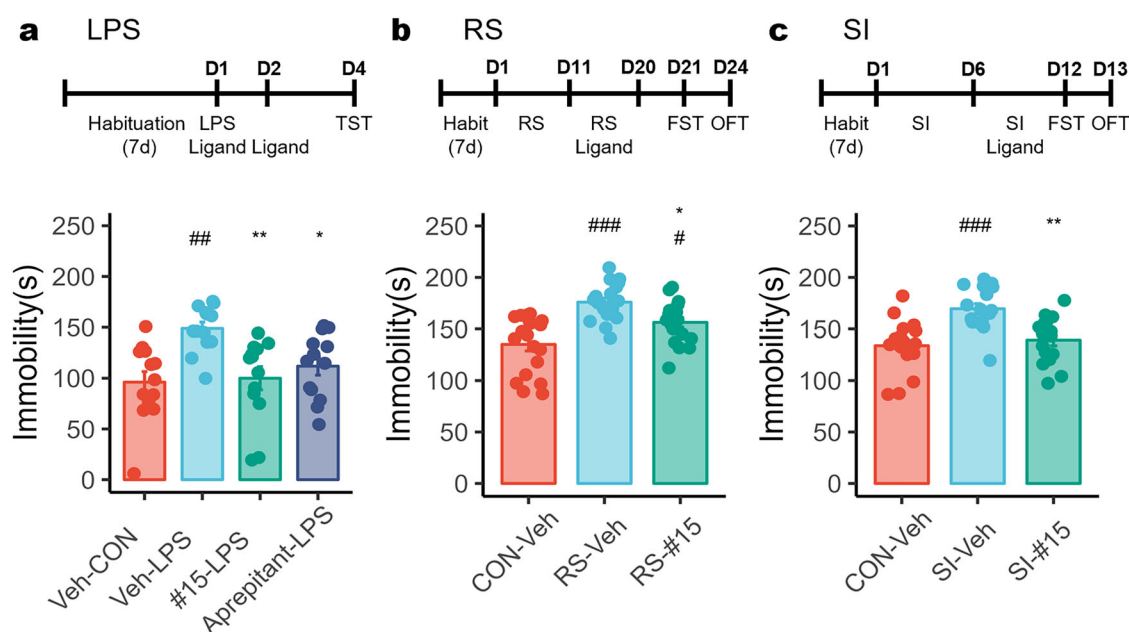 a LPS
D1 D2 D4
Habituation LPS TST
(7d) Ligand Ligand
Immobility(s)
250
200
150
100
50
0
## ** *
Veh-CON
Veh-LPS
#15-LPS
Aprepitant-LPS
b RS
D1 D11 D20 D21 D24
Habit RS RS FST OFT
(7d) Ligand
Immobility(s)
250
200
150
100
50
0
*
### #
CON-Veh
RS-Veh
RS-#15
c SI
D1 D6 D12 D13
Habit SI SI FST OFT
(7d) Ligand
Immobility(s)
250
200
150
100
50
0
### **
CON-Veh
SI-Veh
SI-#15